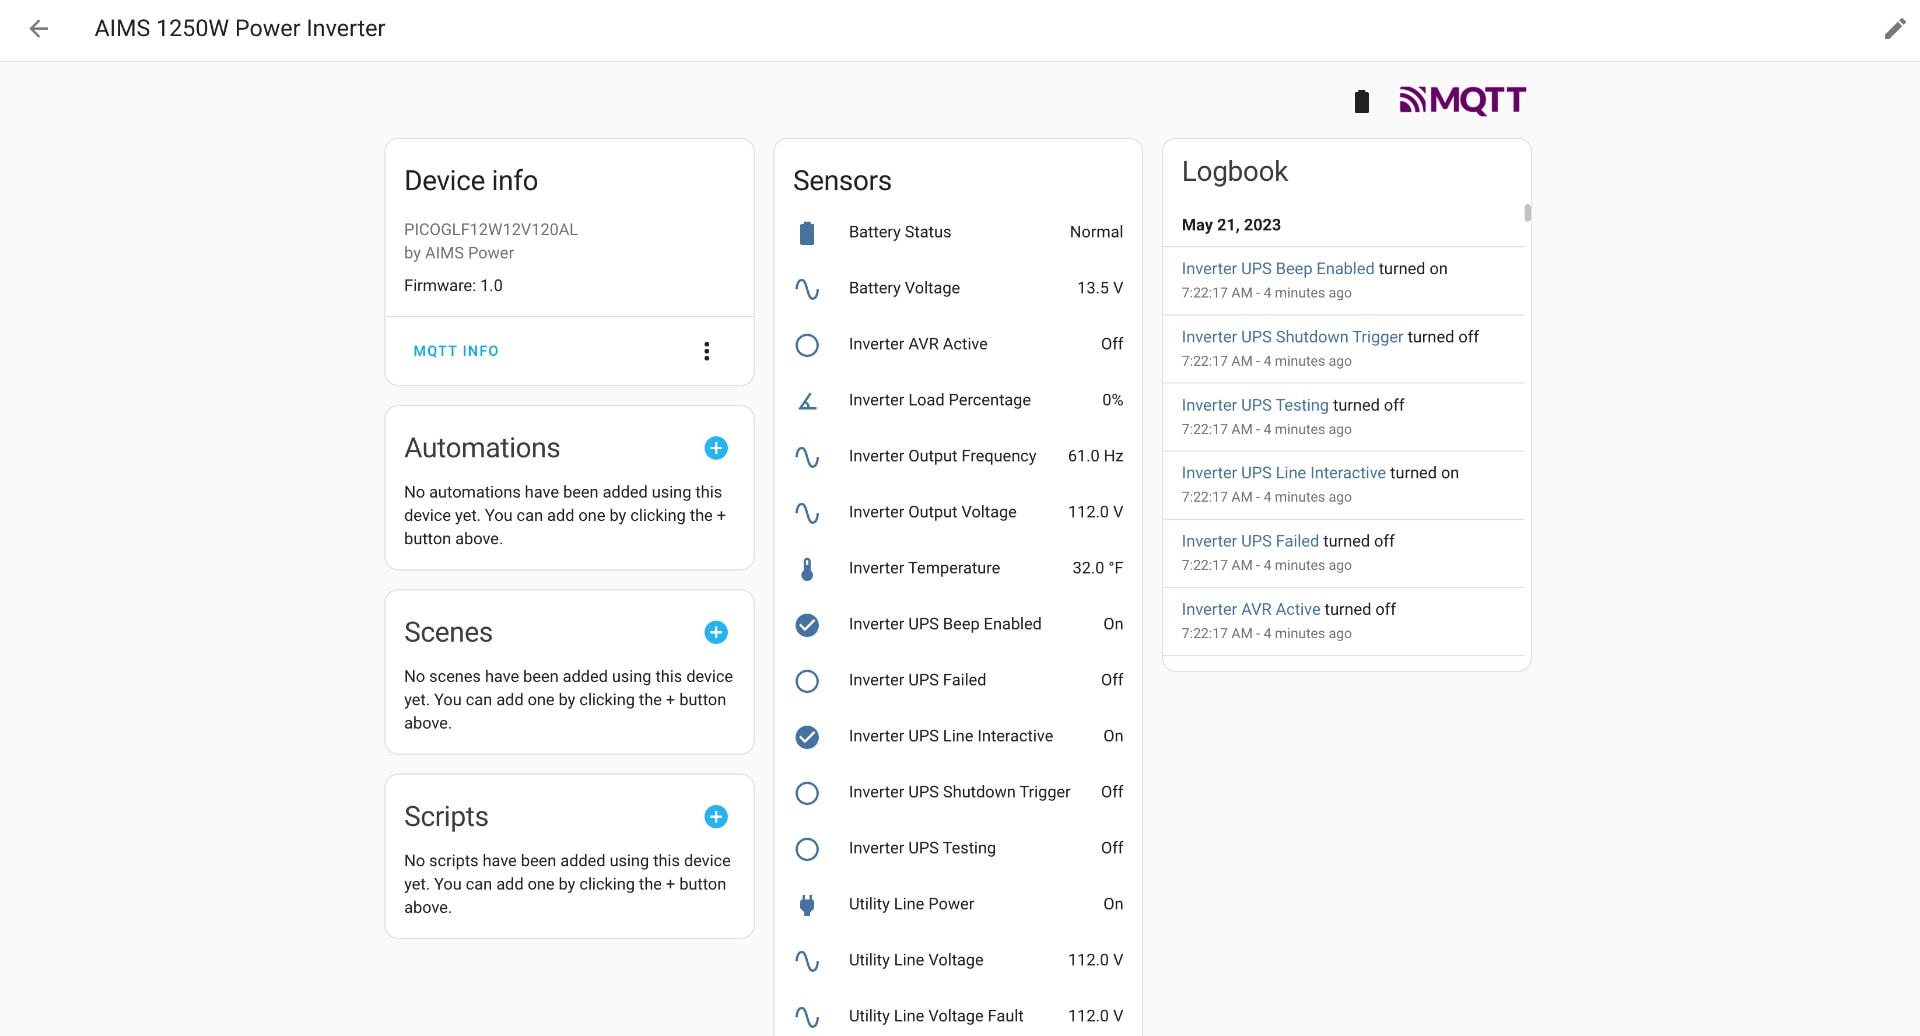 AIMS 1250W Power Inverter
MQTT
Device info
PICOGLF12W12V120AL
by AIMS Power
Firmware: 1.0
MQTT INFO
Automations
No automations have been added using this
device yet. You can add one by clicking the +
button above.
Scenes
No scenes have been added using this device
yet. You can add one by clicking the + button
above.
Scripts
No scripts have been added using this device
yet. You can add one by clicking the + button
above.
Sensors
Battery Status Normal
Battery Voltage 13.5 V
Inverter AVR Active Off
Inverter Load Percentage 0%
Inverter Output Frequency 61.0 Hz
Inverter Output Voltage 112.0 V
Inverter Temperature 32.0 °F
Inverter UPS Beep Enabled On
Inverter UPS Failed Off
Inverter UPS Line Interactive On
Inverter UPS Shutdown Trigger Off
Inverter UPS Testing Off
Utility Line Power On
Utility Line Voltage 112.0 V
Utility Line Voltage Fault 112.0 V
Logbook
May 21, 2023
Inverter UPS Beep Enabled turned on
7:22:17 AM - 4 minutes ago
Inverter UPS Shutdown Trigger turned off
7:22:17 AM - 4 minutes ago
Inverter UPS Testing turned off
7:22:17 AM - 4 minutes ago
Inverter UPS Line Interactive turned on
7:22:17 AM - 4 minutes ago
Inverter UPS Failed turned off
7:22:17 AM - 4 minutes ago
Inverter AVR Active turned off
7:22:17 AM - 4 minutes ago